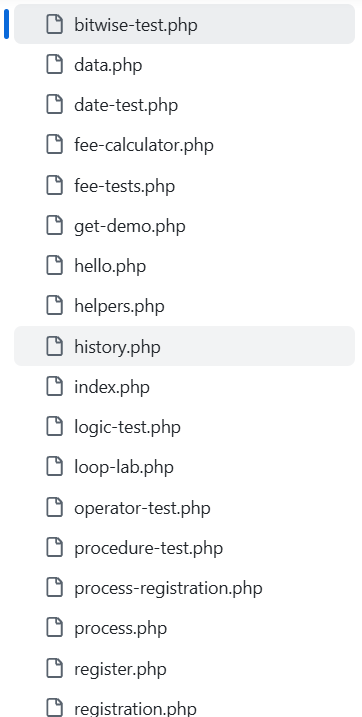 bitwise-test.php
data.php
date-test.php
fee-calculator.php
fee-tests.php
get-demo.php
hello.php
helpers.php
history.php
index.php
logic-test.php
loop-lab.php
operator-test.php
procedure-test.php
process-registration.php
process.php
register.php
registration.php